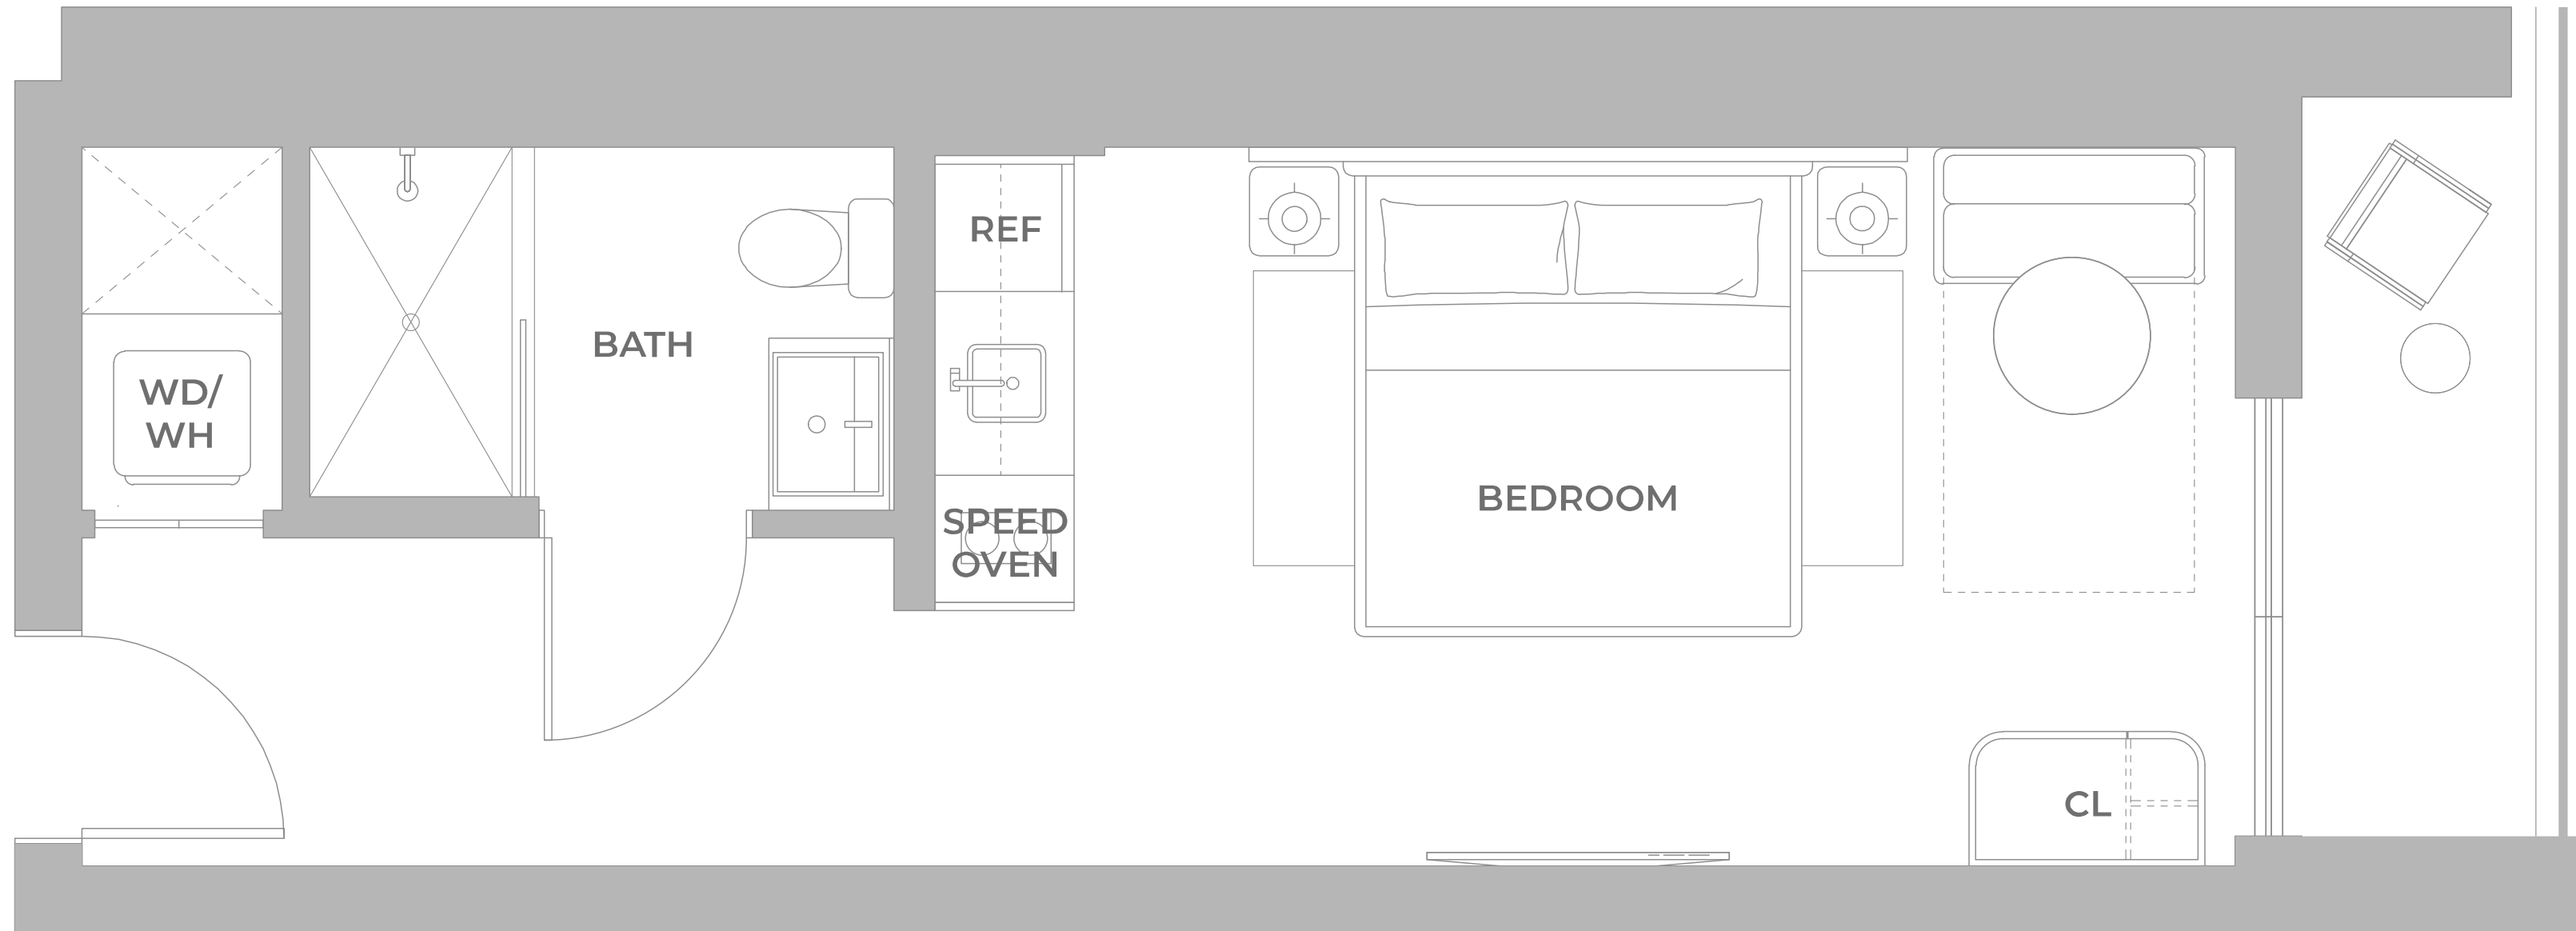 WD/
WH
BATH
REF
SPEED
OVEN
BEDROOM
CL